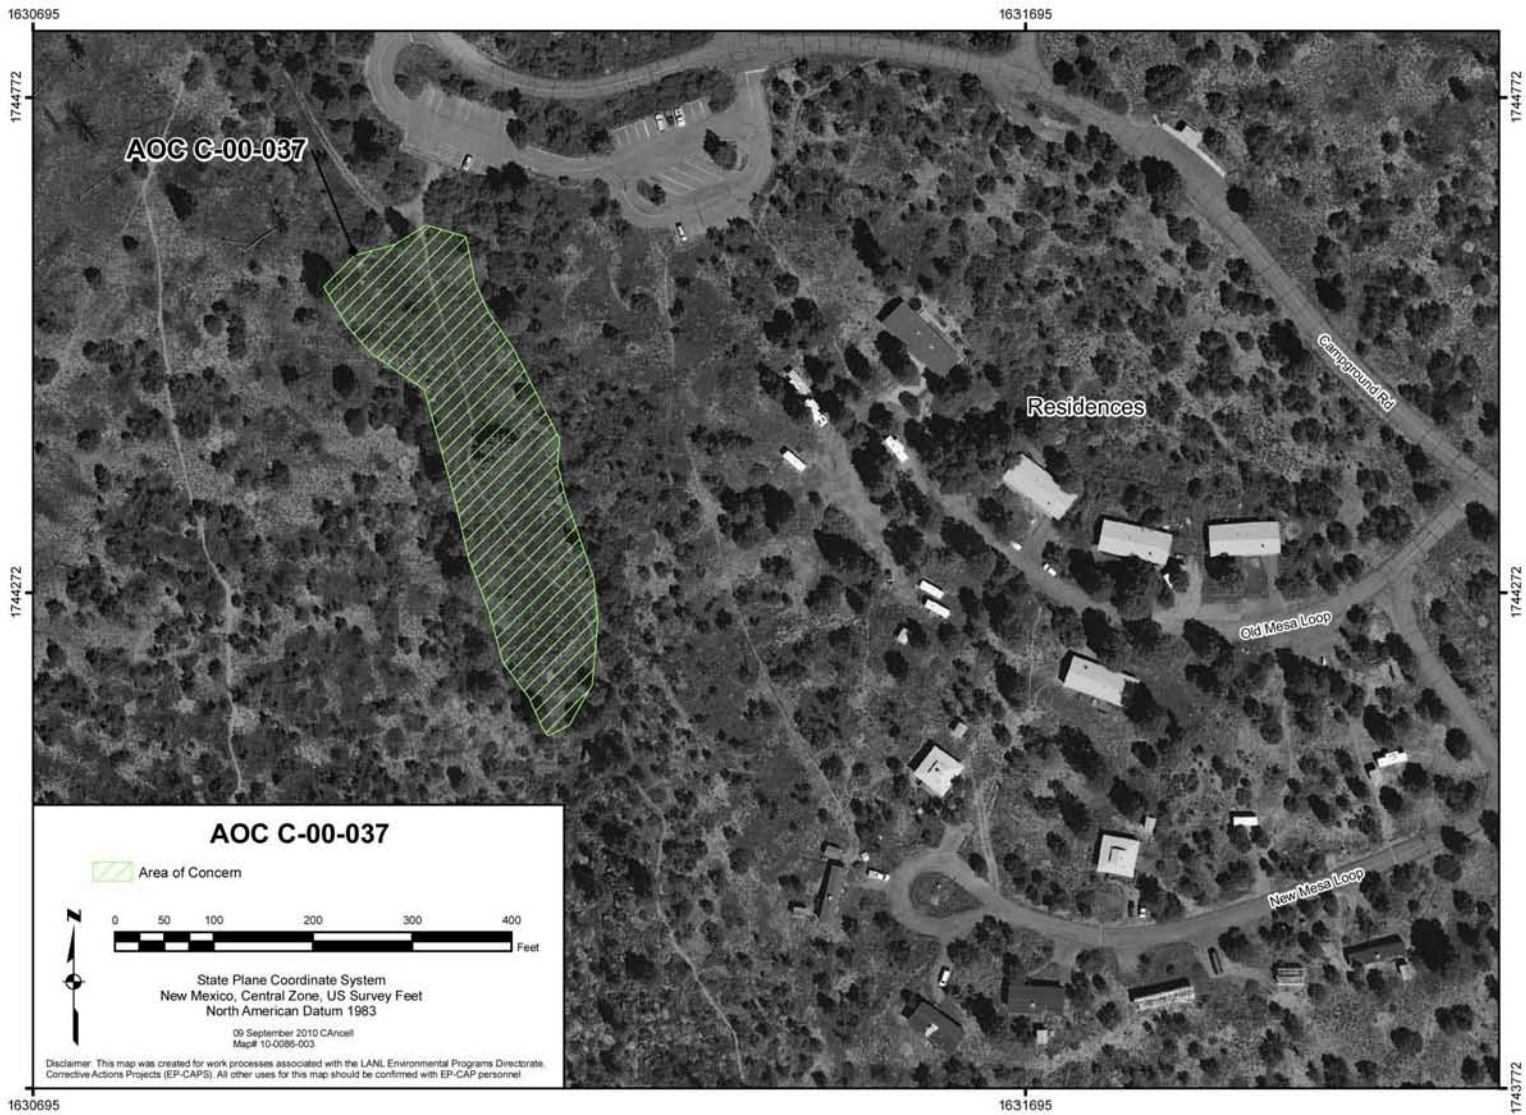 1630695
1631695
1744772
1744772
AOC C-00-037
Campground Rd
Residences
1744272
1744272
Old Mesa Loop
New Mesa Loop
AOC C-00-037
Area of Concern
N
0 50 100 200 300 400
Feet
State Plane Coordinate System
New Mexico, Central Zone, US Survey Feet
North American Datum 1983
09 September 2010 CAncell
Map# 10-0086-003
Disclaimer: This map was created for work processes associated with the LANL Environmental Programs Directorate,
Corrective Actions Projects (EP-CAPS). All other uses for this map should be confirmed with EP-CAP personnel.
1743772
1630695
1631695